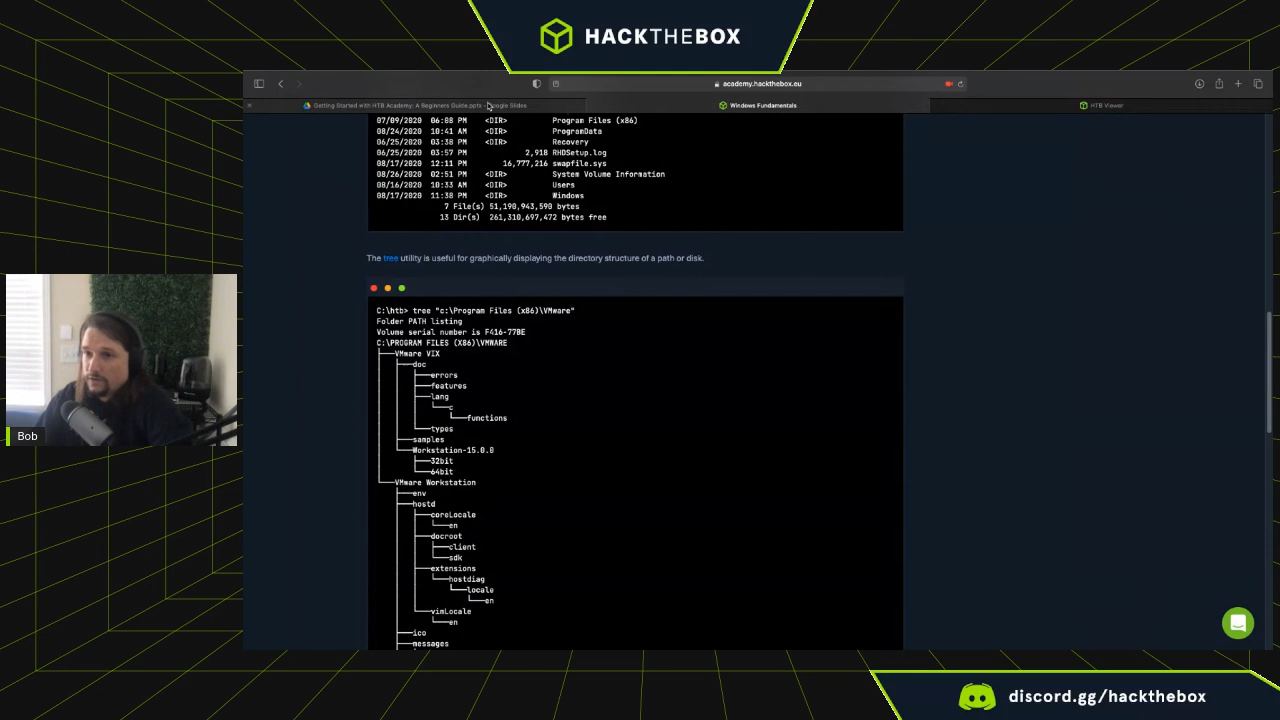 HACKTHEBOX
academy.hackthebox.eu
Getting Started with HTB Academy: A Beginners Guide.pptx - Google Slides
Windows Fundamentals
HTB Viewer
07/09/2020 06:08 PM <DIR> Program Files (x86)
08/24/2020 10:41 AM <DIR> ProgramData
06/25/2020 03:38 PM <DIR> Recovery
06/25/2020 03:57 PM 2,918 RHDSetup.log
08/17/2020 12:11 PM 16,777,216 swapfile.sys
08/26/2020 02:51 PM <DIR> System Volume Information
08/16/2020 10:33 AM <DIR> Users
08/17/2020 11:38 PM <DIR> Windows
7 File(s) 51,190,943,590 bytes
13 Dir(s) 261,310,697,472 bytes free
The tree utility is useful for graphically displaying the directory structure of a path or disk.
C:\htb> tree "c:\Program Files (x86)\VMware"
Folder PATH listing
Volume serial number is F416-77BE
C:\PROGRAM FILES (X86)\VMWARE
├──VMware VIX
├──doc
├──errors
├──features
├──lang
└──c
└──functions
└──types
├──samples
└──Workstation-15.0.0
├──32bit
└──64bit
└──VMware Workstation
├──env
├──hostd
├──coreLocale
└──en
├──docroot
├──client
└──sdk
├──extensions
└──hostdiag
└──locale
└──en
└──vimLocale
└──en
├──ico
├──messages
Bob
discord.gg/hackthebox